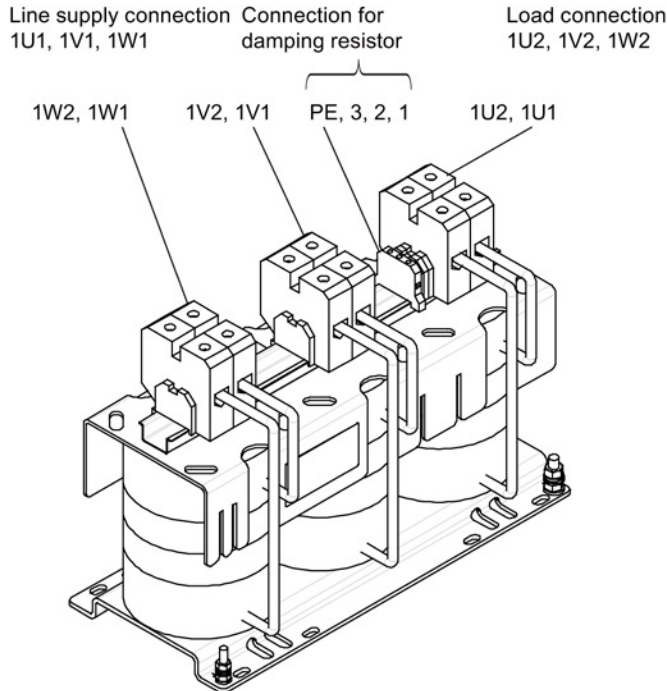 Line supply connection
1U1, 1V1, 1W1
Connection for
damping resistor
Load connection
1U2, 1V2, 1W2
1W2, 1W1
1V2, 1V1
PE, 3, 2, 1
1U2, 1U1